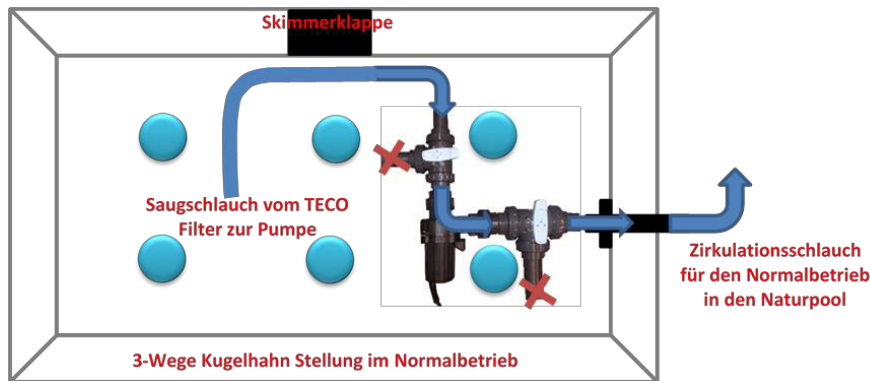 Skimmerklappe
Saugschlauch vom TECO
Filter zur Pumpe
Zirkulationsschlauch
für den Normalbetrieb
in den Naturpool
3-Wege Kugelhahn Stellung im Normalbetrieb